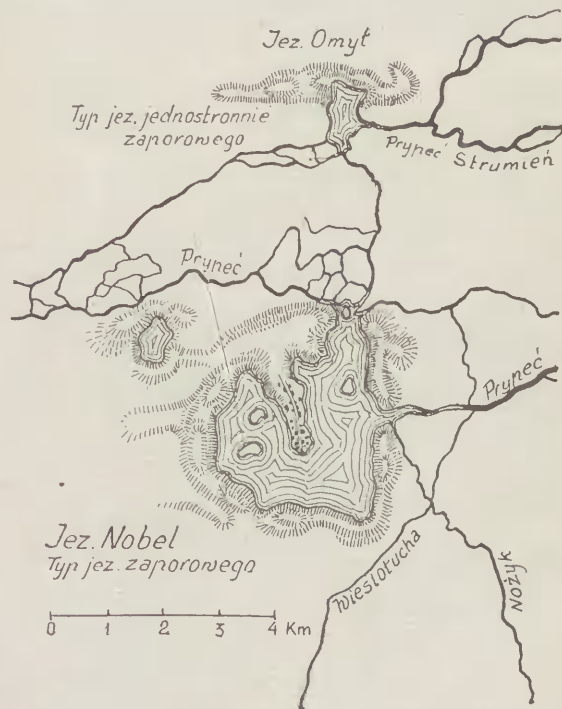 Jez. Omyt
Typ jez. jednostronnie
zaporowego
Prypeć Strumień
Prypeć
Prypeć
Jez. Nobel
Typ jez. zaporowego
Wiesłotucha
Nożyk
0 1 2 3 4 Km